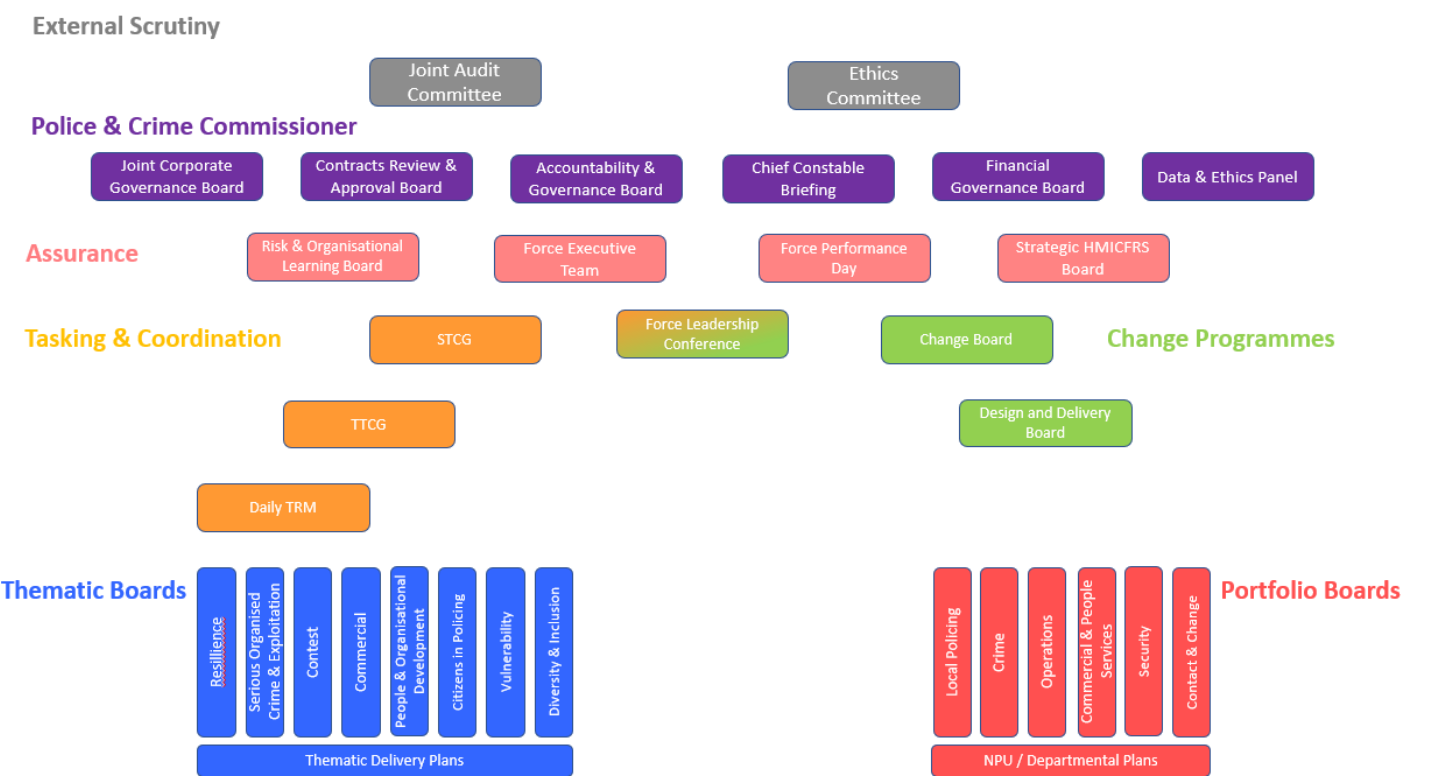 External Scrutiny
Joint Audit
Committee
Ethics
Committee
Police & Crime Commissioner
Joint Corporate
Governance Board
Contracts Review &
Approval Board
Accountability &
Governance Board
Chief Constable
Briefing
Financial
Governance Board
Data & Ethics Panel
Assurance
Risk & Organisational
Learning Board
Force Executive
Team
Force Performance
Day
Strategic HMICFRS
Board
Tasking & Coordination
STCG
Force Leadership
Conference
Change Board
Change Programmes
TTCG
Design and Delivery
Board
Daily TRM
Thematic Boards
Resillience
Serious Organised
Crime & Exploitation
Contest
Commercial
People & Organisational
Development
Citizens in Policing
Vulnerability
Diversity & Inclusion
Thematic Delivery Plans
Local Policing
Crime
Operations
Commercial & People
Services
Security
Contact & Change
Portfolio Boards
NPU / Departmental Plans